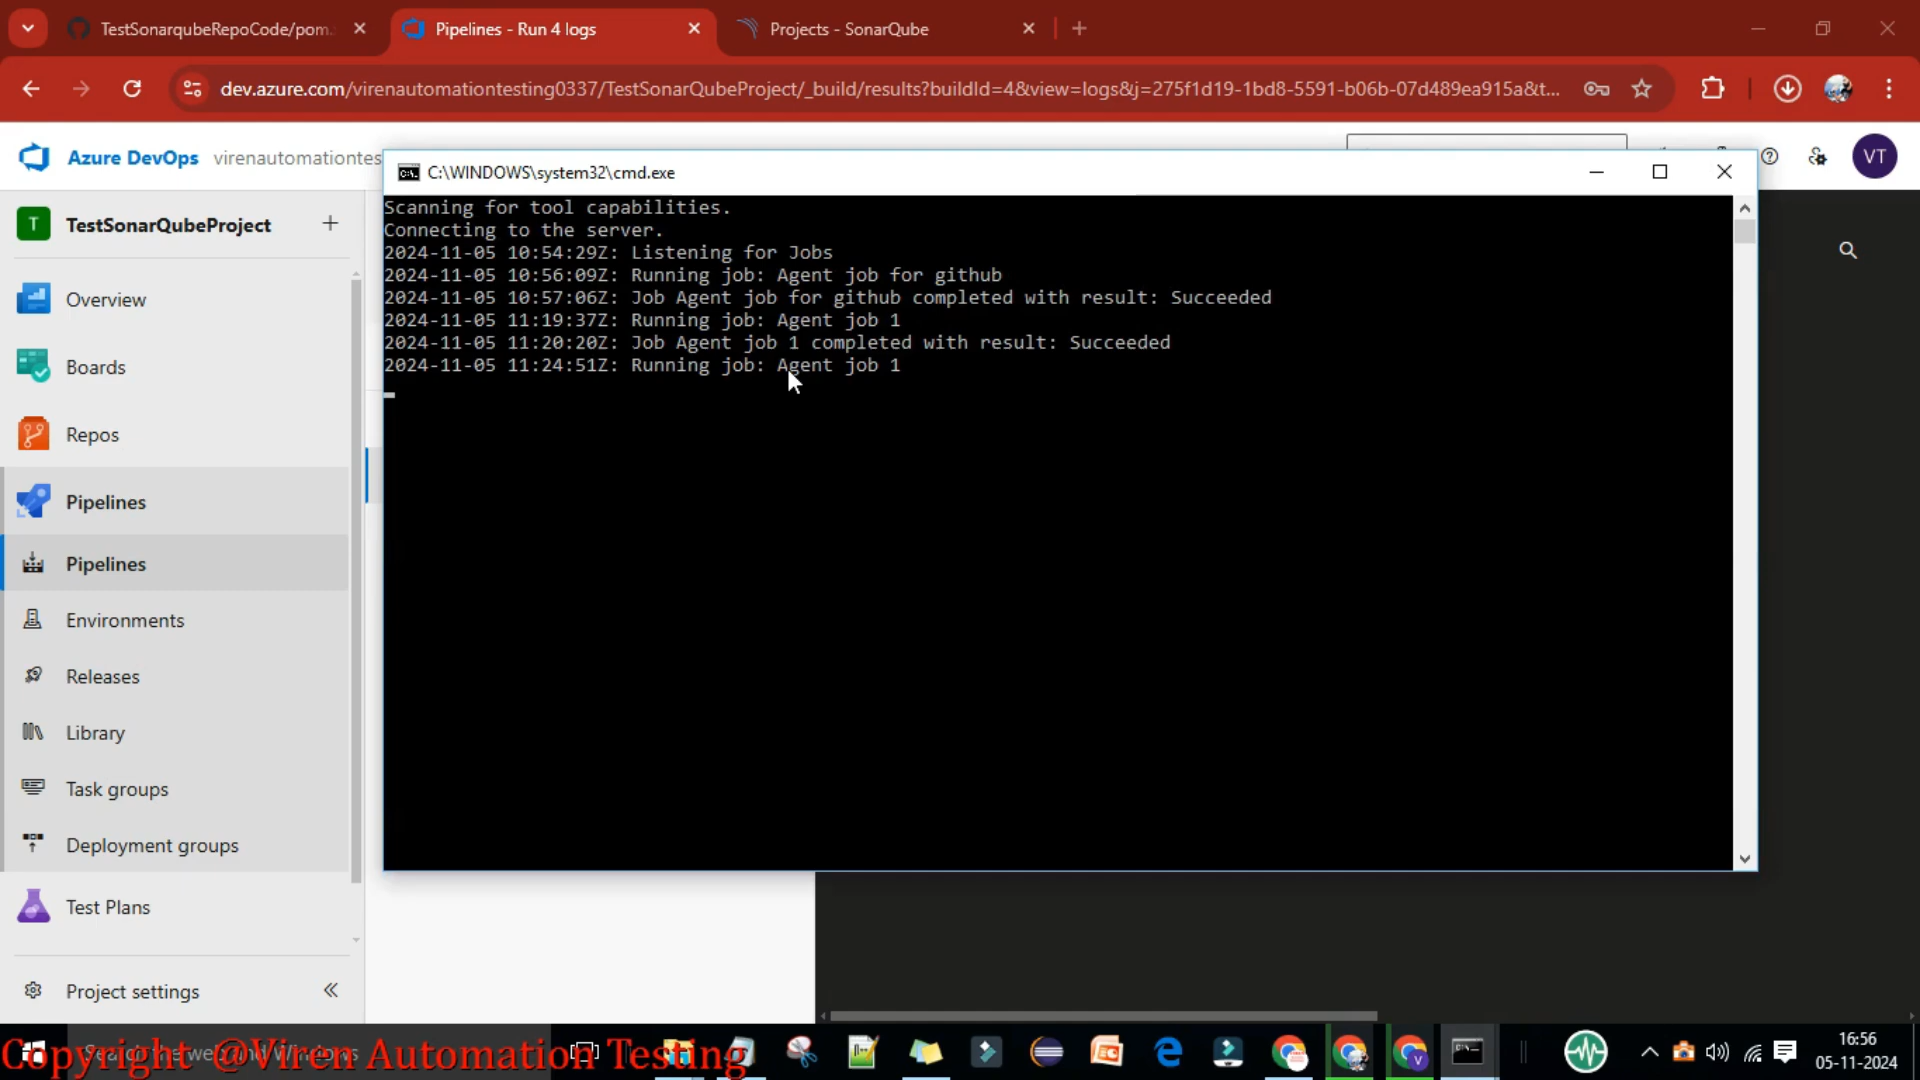 TestSonarqubeRepoCode/pom.
Pipelines - Run 4 logs
Projects - SonarQube
dev.azure.com/virenautomationtesting0337/TestSonarQubeProject/_build/results?buildId=4&view=logs&j=275f1d19-1bd8-5591-b06b-07d489ea915a&t...
Azure DevOps
virenautomationtes
VT
C:\WINDOWS\system32\cmd.exe
T
TestSonarQubeProject
Overview
Boards
Repos
Pipelines
Pipelines
Environments
Releases
Library
Task groups
Deployment groups
Test Plans
Project settings
Scanning for tool capabilities.
Connecting to the server.
2024-11-05 10:54:29Z: Listening for Jobs
2024-11-05 10:56:09Z: Running job: Agent job for github
2024-11-05 10:57:06Z: Job Agent job for github completed with result: Succeeded
2024-11-05 11:19:37Z: Running job: Agent job 1
2024-11-05 11:20:20Z: Job Agent job 1 completed with result: Succeeded
2024-11-05 11:24:51Z: Running job: Agent job 1
Search the web and Windows
Copyright @Viren Automation Testing
16:56
05-11-2024